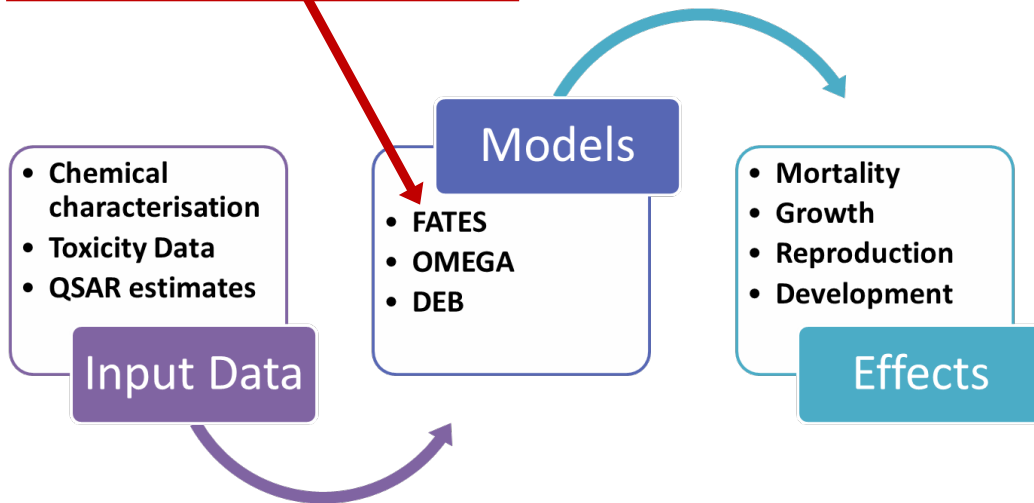 • Chemical
characterisation
• Toxicity Data
• QSAR estimates
Input Data
Models
• FATES
• OMEGA
• DEB
• Mortality
• Growth
• Reproduction
• Development
Effects